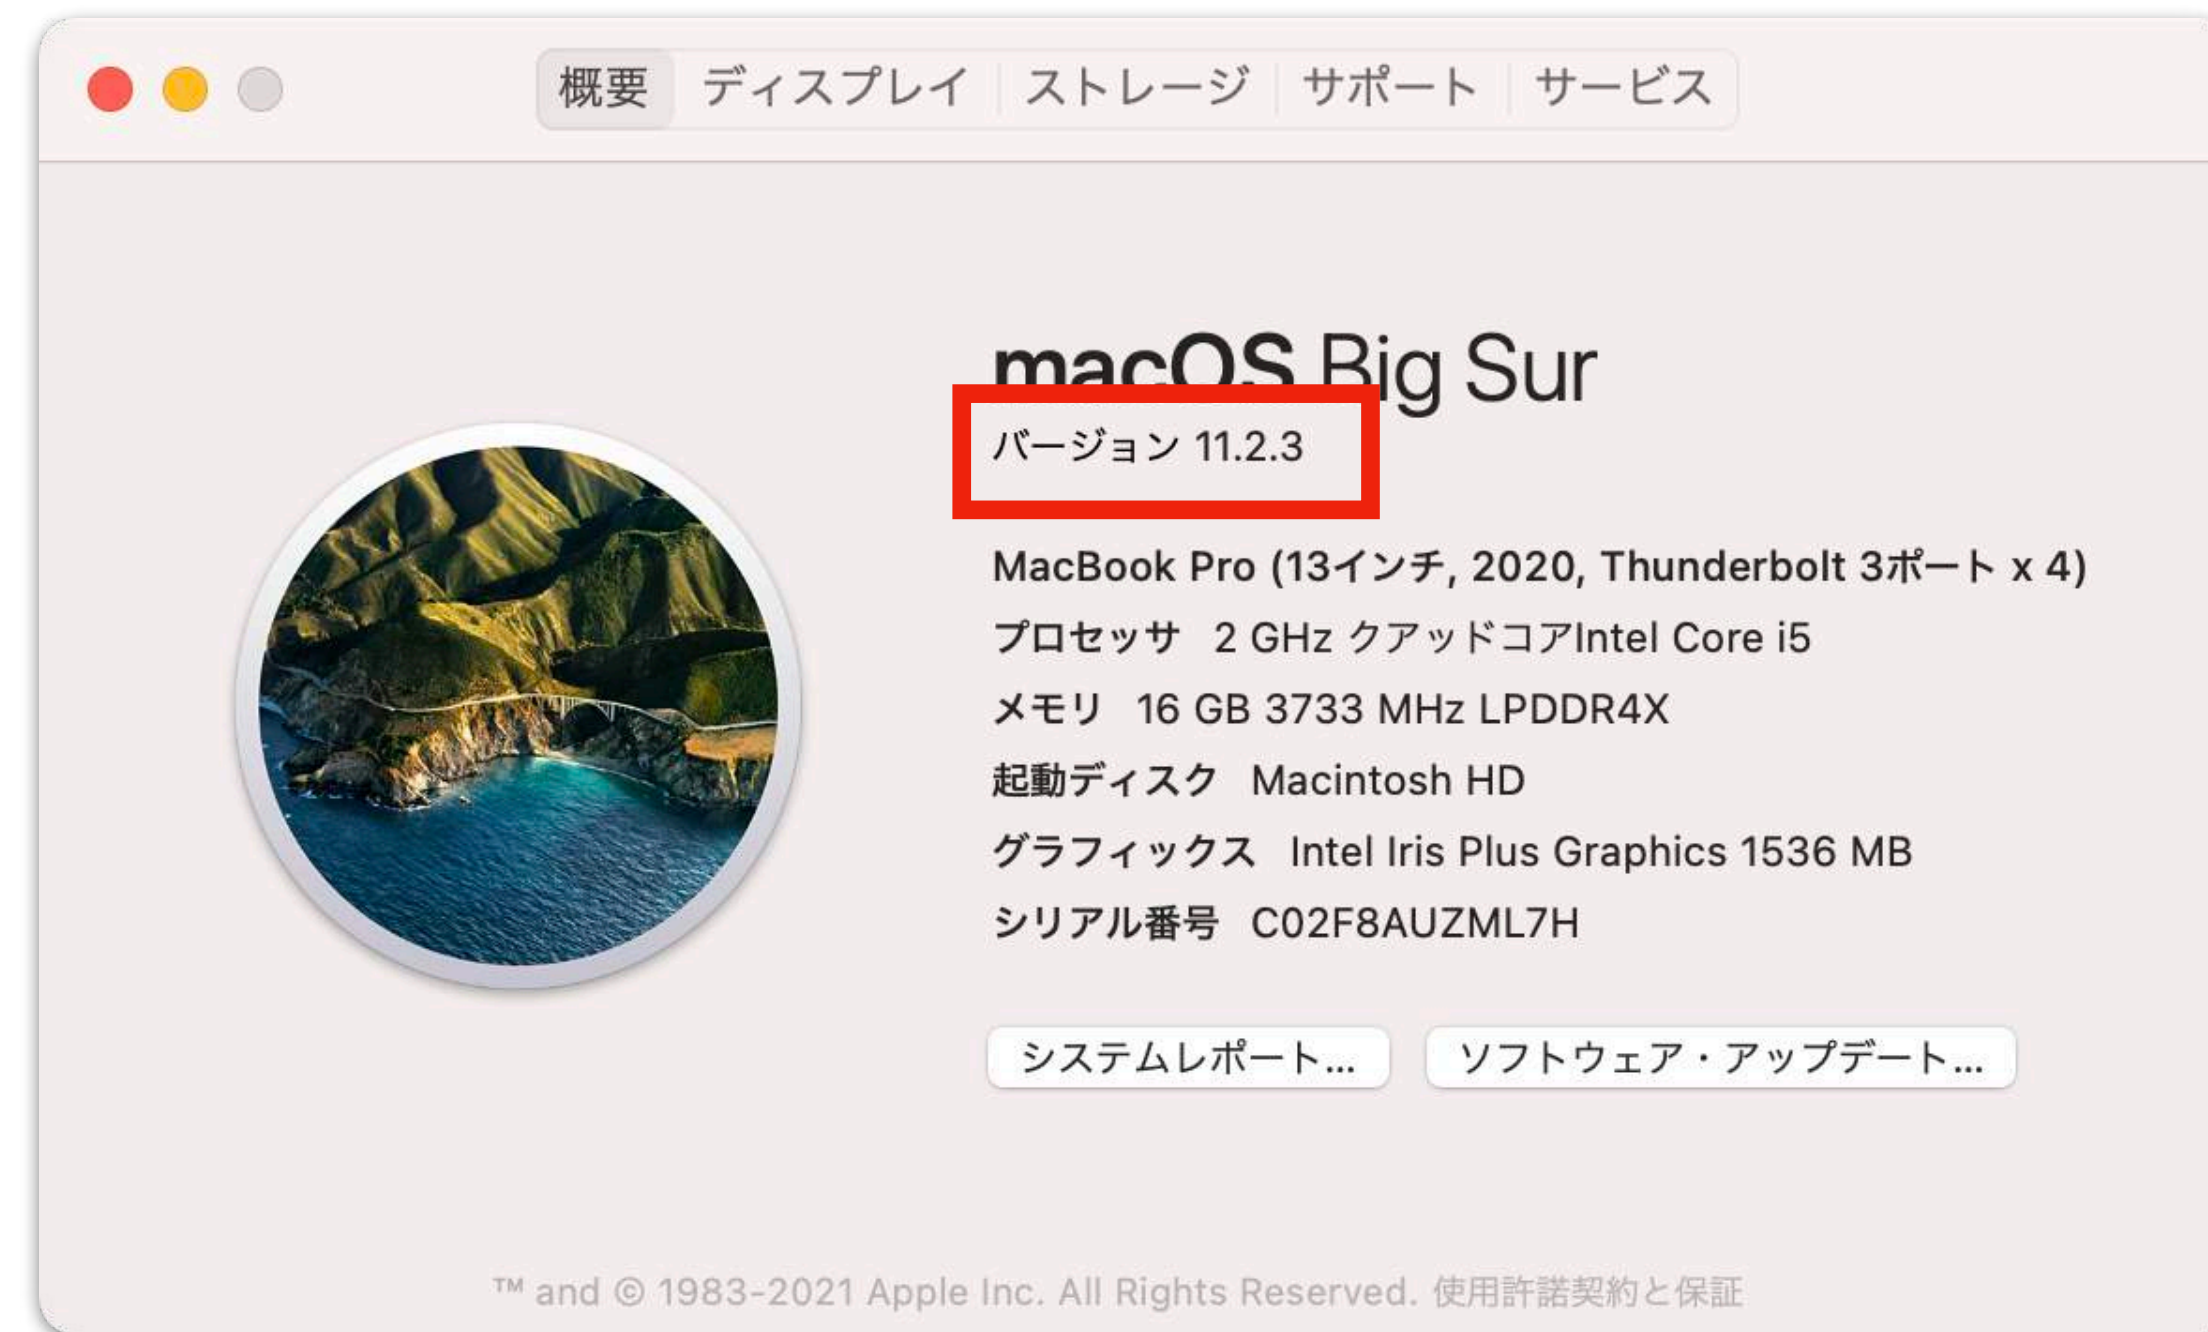 概要 ディスプレイ ストレージ サポート サービス
macOS Big Sur
バージョン 11.2.3
MacBook Pro (13インチ, 2020, Thunderbolt 3ポート x 4)
プロセッサ 2 GHz クアッドコアIntel Core i5
メモリ 16 GB 3733 MHz LPDDR4X
起動ディスク Macintosh HD
グラフィックス Intel Iris Plus Graphics 1536 MB
シリアル番号 C02F8AUZML7H
システムレポート... ソフトウェア・アップデート...
™ and © 1983-2021 Apple Inc. All Rights Reserved. 使用許諾契約と保証